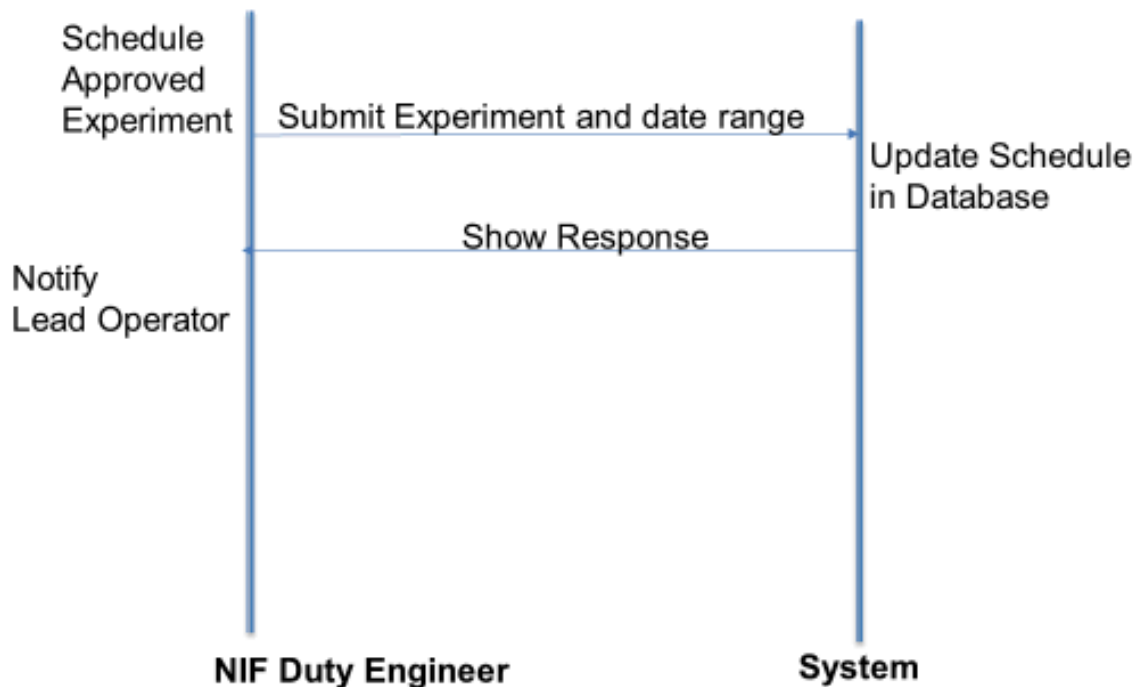 Schedule
Approved
Experiment
Submit Experiment and date range
Update Schedule
in Database
Show Response
Notify
Lead Operator
NIF Duty Engineer
System